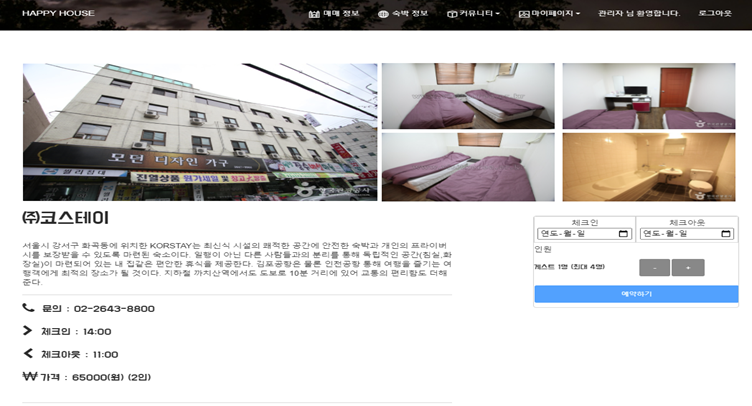 HAPPY HOUSE
매매 정보
숙박 정보
커뮤니티
마이페이지
관리자 님 환영합니다.
로그아웃
모던 디자인 가구
진열상품
한국관광공사
㈜코스테이
서울시 강서구 화곡동에 위치한 KORSTAY는 최신식 시설의 쾌적한 공간에 안전한 숙박과 개인의 프라이버
시를 보장받을 수 있도록 마련된 숙소이다. 일행이 아닌 다른 사람들과의 분리를 통해 독립적인 공간(침실,화
장실)이 마련되어 있는 내 집같은 편안한 휴식을 제공한다. 김포공항은 물론 인천공항 통해 여행을 즐기는 여
행객에게 최적의 장소가 될 것이다. 지하철 까치산역에서도 도보로 10분 거리에 있어 교통의 편리함도 더해
준다.
문의 : 02-2643-8800
체크인 : 14:00
체크아웃 : 11:00
₩ 가격 : 65000(원) (2인)
체크인
체크아웃
연도-월-일
연도-월-일
인원
게스트 1명 (최대 4명)
-
+
예약하기